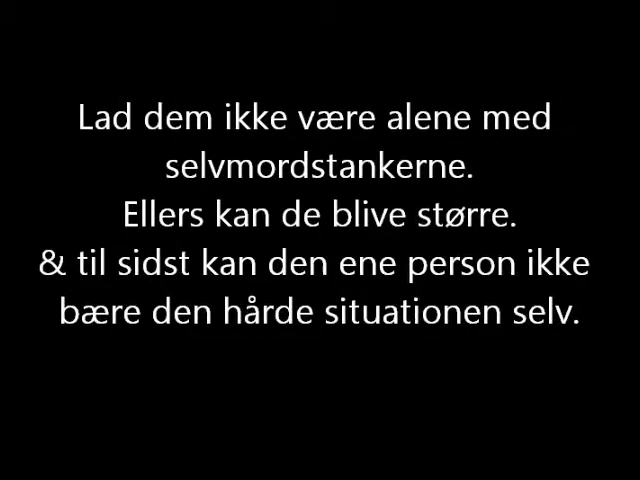 Lad dem ikke være alene med
selvmordstankerne.
Ellers kan de blive større.
& til sidst kan den ene person ikke
bære den hårde situationen selv.